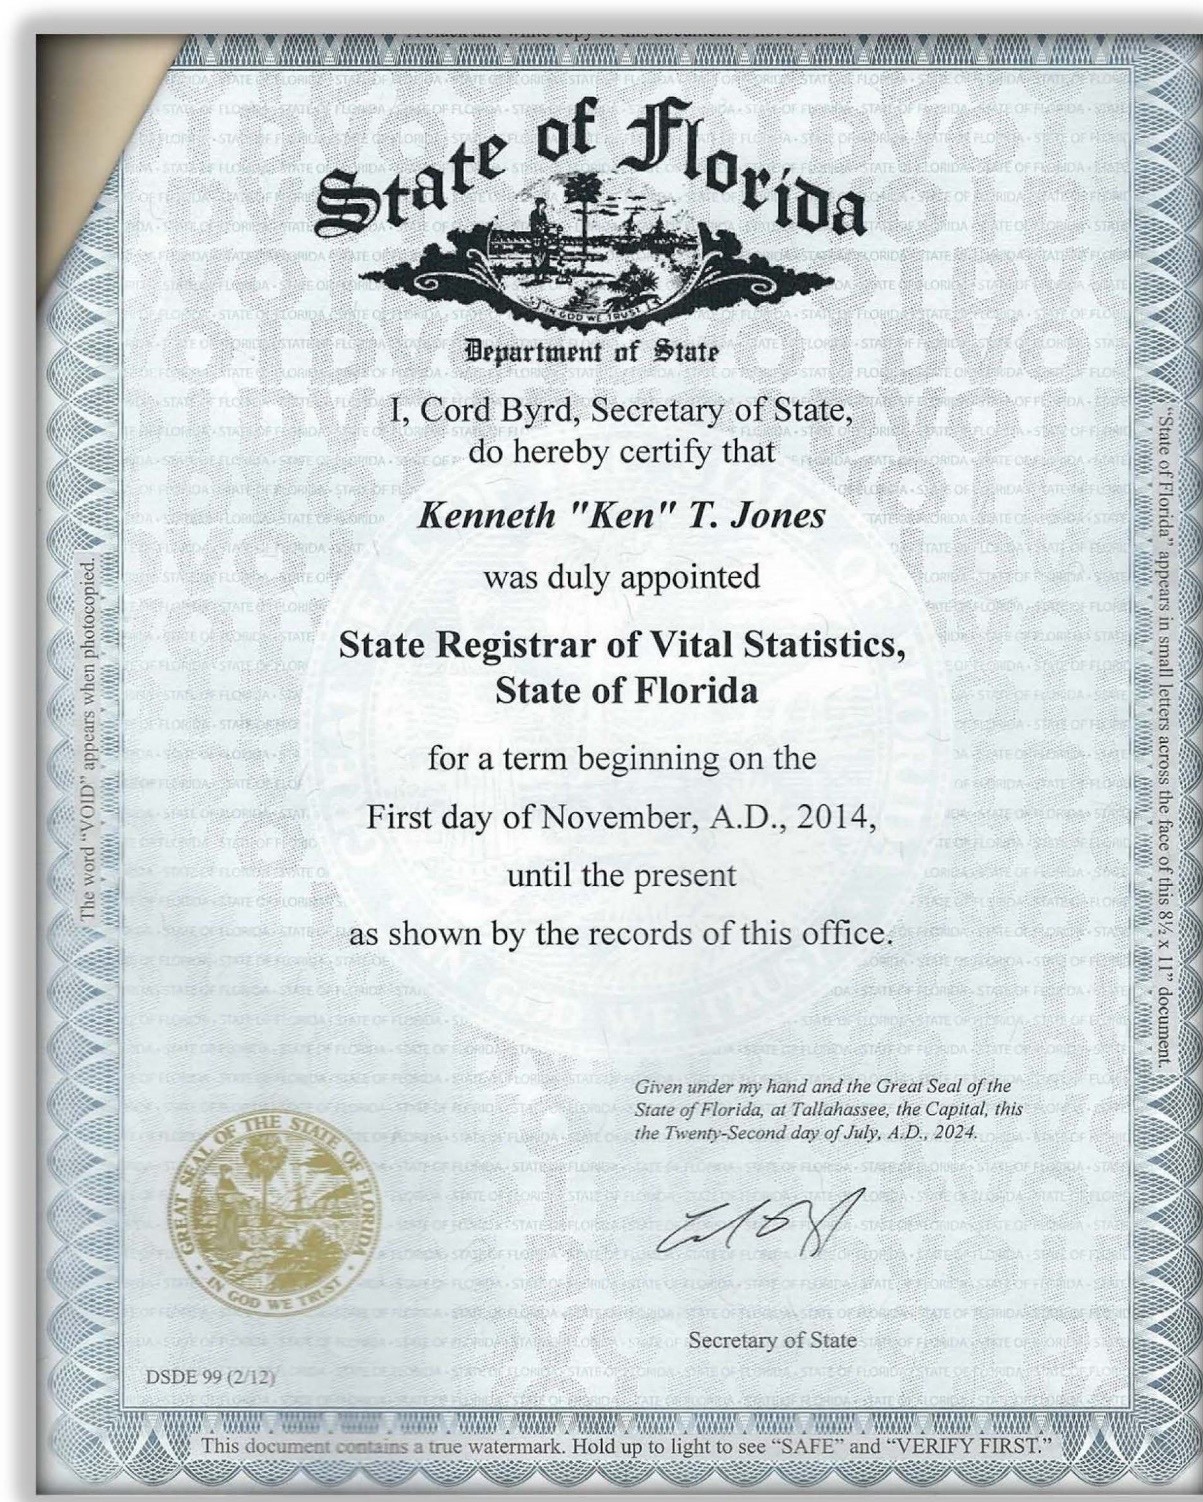 A black and white copy of this document is not official.
State of Florida
IN GOD WE TRUST
Department of State
I, Cord Byrd, Secretary of State,
do hereby certify that
Kenneth "Ken" T. Jones
was duly appointed
State Registrar of Vital Statistics,
State of Florida
for a term beginning on the
First day of November, A.D., 2014,
until the present
as shown by the records of this office.
Given under my hand and the Great Seal of the
State of Florida, at Tallahassee, the Capital, this
the Twenty-Second day of July, A.D., 2024.
GREAT SEAL OF THE STATE OF FLORIDA
IN GOD WE TRUST
Secretary of State
DSDE 99 (2/12)
This document contains a true watermark. Hold up to light to see “SAFE” and “VERIFY FIRST.”
The word “VOID” appears when photocopied.
“State of Florida” appears in small letters across the face of this 8½ x 11” document.